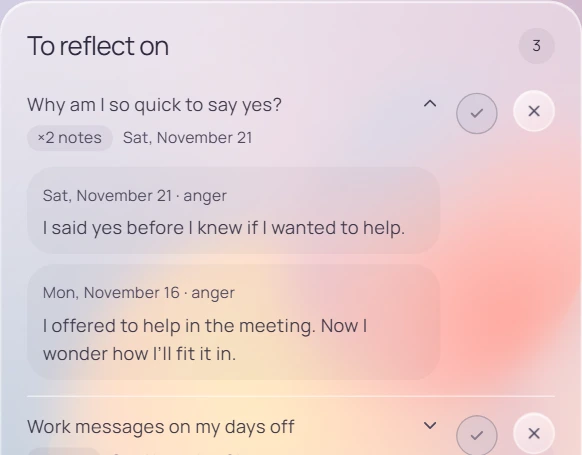 To reflect on
3
Why am I so quick to say yes?
×2 notes Sat, November 21
Sat, November 21 · anger
I said yes before I knew if I wanted to help.
Mon, November 16 · anger
I offered to help in the meeting. Now I
wonder how I'll fit it in.
Work messages on my days off